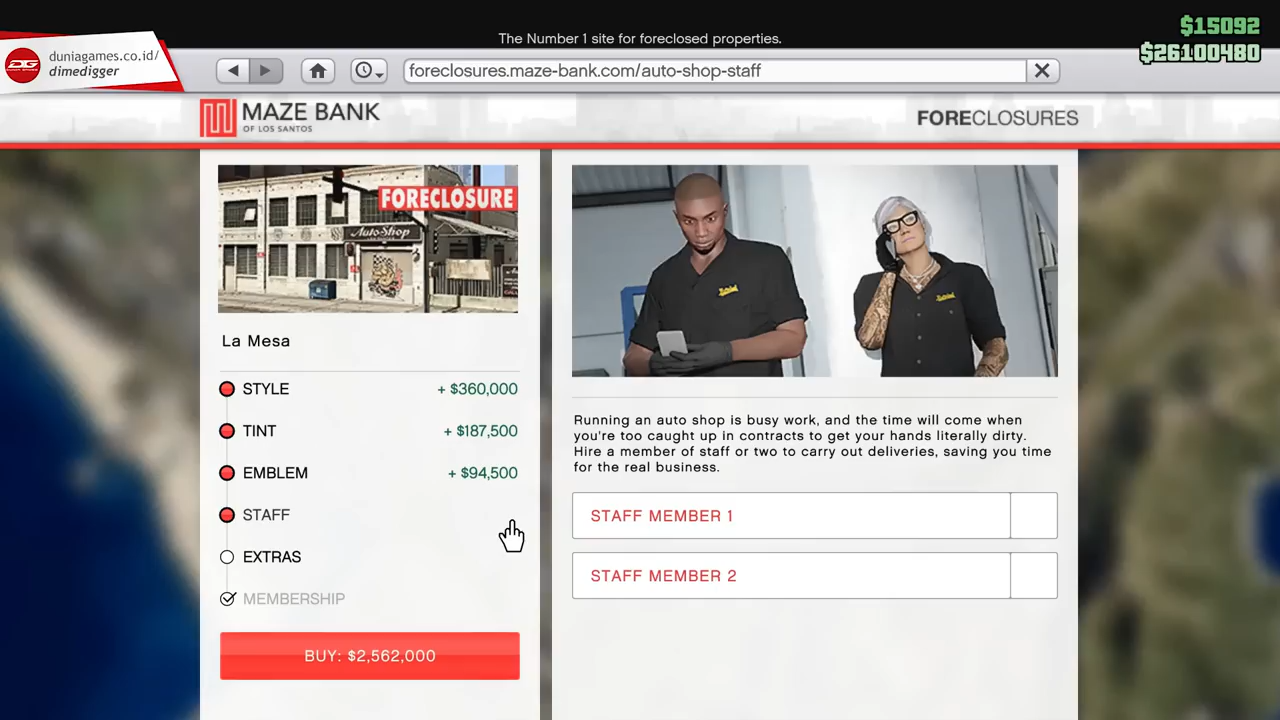 The Number 1 site for foreclosed properties.
$15092
$26100480
DG
duniagames.co.id/
dimedigger
foreclosures.maze-bank.com/auto-shop-staff
MAZE BANK
OF LOS SANTOS
FORECLOSURES
FORECLOSURE
Auto Shop
La Mesa
STYLE + $360,000
TINT + $187,500
EMBLEM + $94,500
STAFF
EXTRAS
MEMBERSHIP
BUY: $2,562,000
Running an auto shop is busy work, and the time will come when
you're too caught up in contracts to get your hands literally dirty.
Hire a member of staff or two to carry out deliveries, saving you time
for the real business.
STAFF MEMBER 1
STAFF MEMBER 2